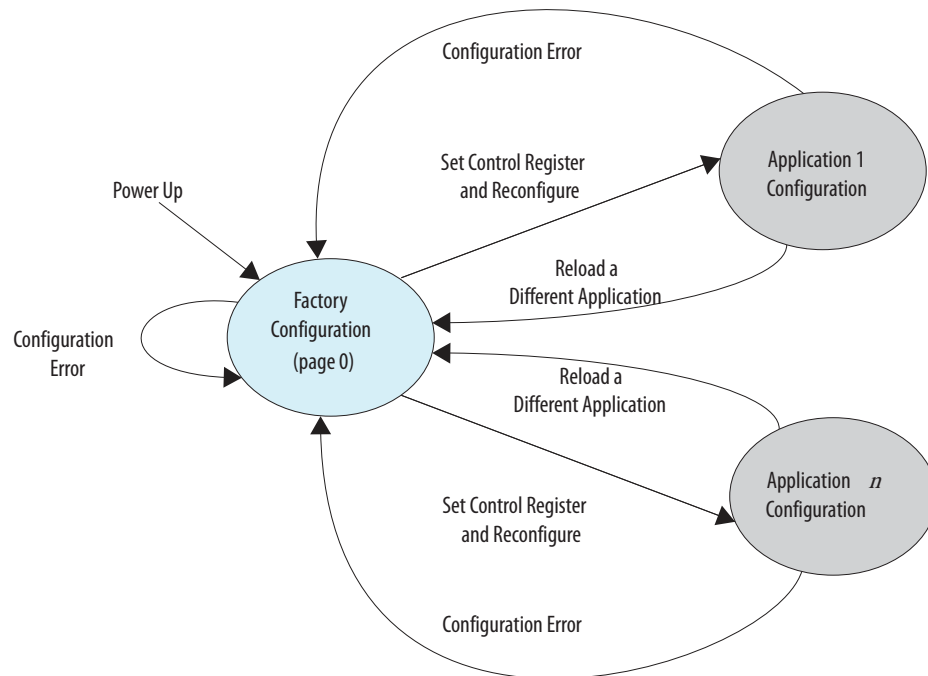 Configuration Error
Application 1
Configuration
Set Control Register
and Reconfigure
Power Up
Reload a
Different Application
Factory
Configuration
(page 0)
Configuration
Error
Reload a
Different Application
Application n
Configuration
Set Control Register
and Reconfigure
Configuration Error